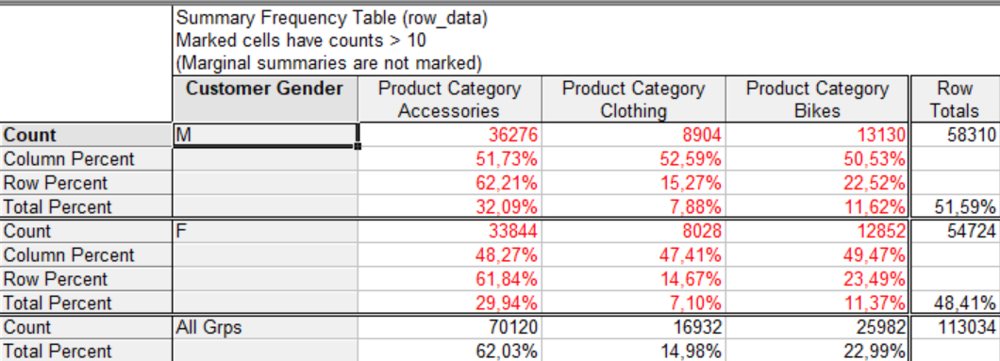 Summary Frequency Table (row_data)
Marked cells have counts > 10
(Marginal summaries are not marked)
Customer Gender Product Category Product Category Product Category Row
Accessories Clothing Bikes Totals
Count M 36276 8904 13130 58310
Column Percent 51,73% 52,59% 50,53%
Row Percent 62,21% 15,27% 22,52%
Total Percent 32,09% 7,88% 11,62% 51,59%
Count F 33844 8028 12852 54724
Column Percent 48,27% 47,41% 49,47%
Row Percent 61,84% 14,67% 23,49%
Total Percent 29,94% 7,10% 11,37% 48,41%
Count All Grps 70120 16932 25982 113034
Total Percent 62,03% 14,98% 22,99%